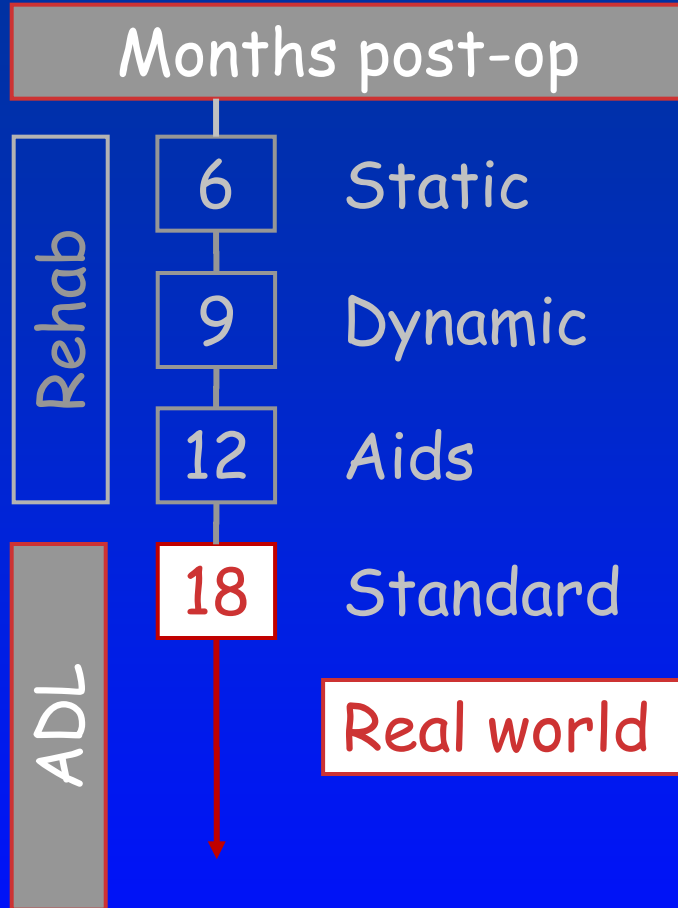 Months post-op
Rehab
6 Static
9 Dynamic
12 Aids
ADL
18 Standard
Real world